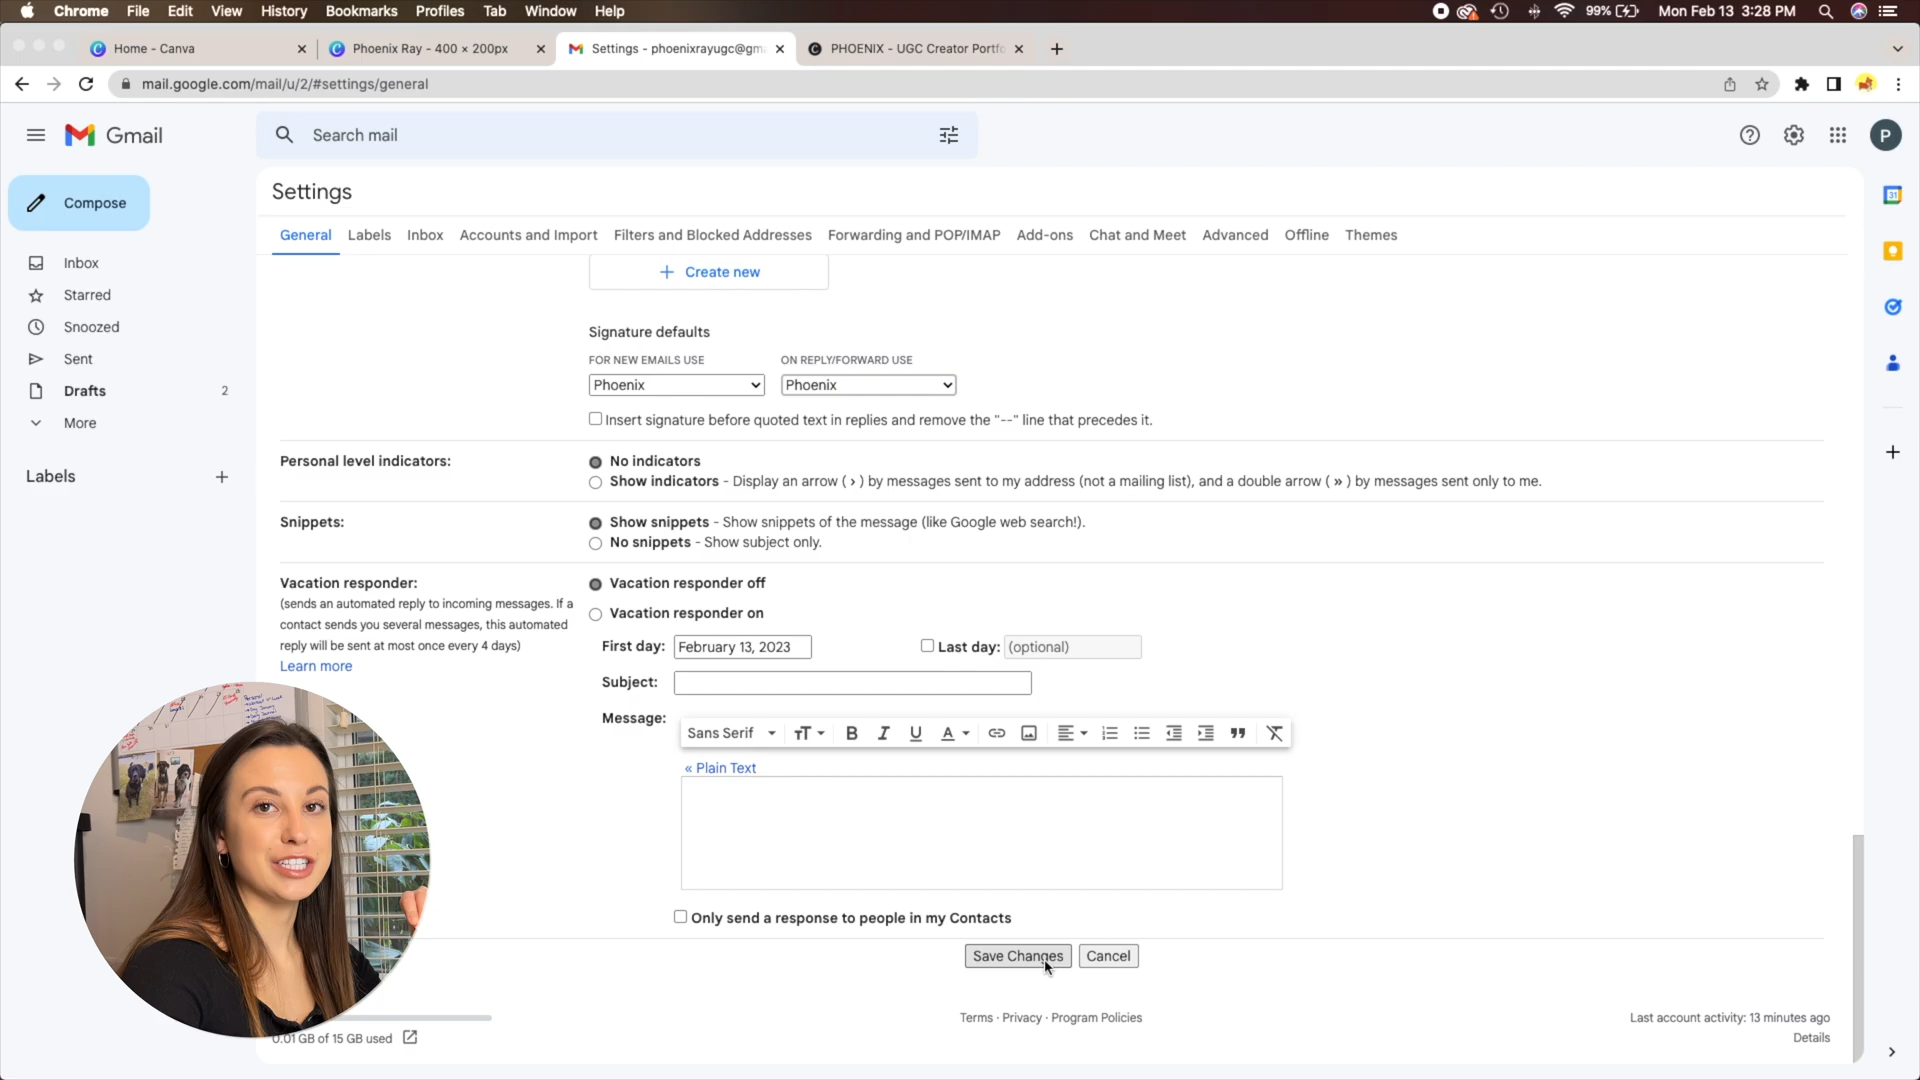 Chrome File Edit View History Bookmarks Profiles Tab Window Help 99% Mon Feb 13 3:28 PM
Home - Canva Phoenix Ray - 400 × 200px Settings - phoenixrayugc@gm PHOENIX - UGC Creator Portfo
mail.google.com/mail/u/2/#settings/general
Gmail Search mail P
Compose
Inbox
Starred
Snoozed
Sent
Drafts 2
More
Labels
Settings
General Labels Inbox Accounts and Import Filters and Blocked Addresses Forwarding and POP/IMAP Add-ons Chat and Meet Advanced Offline Themes
Create new
Signature defaults
FOR NEW EMAILS USE ON REPLY/FORWARD USE
Phoenix Phoenix
Insert signature before quoted text in replies and remove the "--" line that precedes it.
Personal level indicators: No indicators
Show indicators - Display an arrow ( › ) by messages sent to my address (not a mailing list), and a double arrow ( » ) by messages sent only to me.
Snippets: Show snippets - Show snippets of the message (like Google web search!).
No snippets - Show subject only.
Vacation responder: Vacation responder off
(sends an automated reply to incoming messages. If a
contact sends you several messages, this automated
reply will be sent at most once every 4 days)
Learn more
Vacation responder on
First day: February 13, 2023 Last day: (optional)
Subject:
Message:
Sans Serif
« Plain Text
Only send a response to people in my Contacts
Save Changes Cancel
Terms · Privacy · Program Policies
Last account activity: 13 minutes ago
Details
0.01 GB of 15 GB used
31